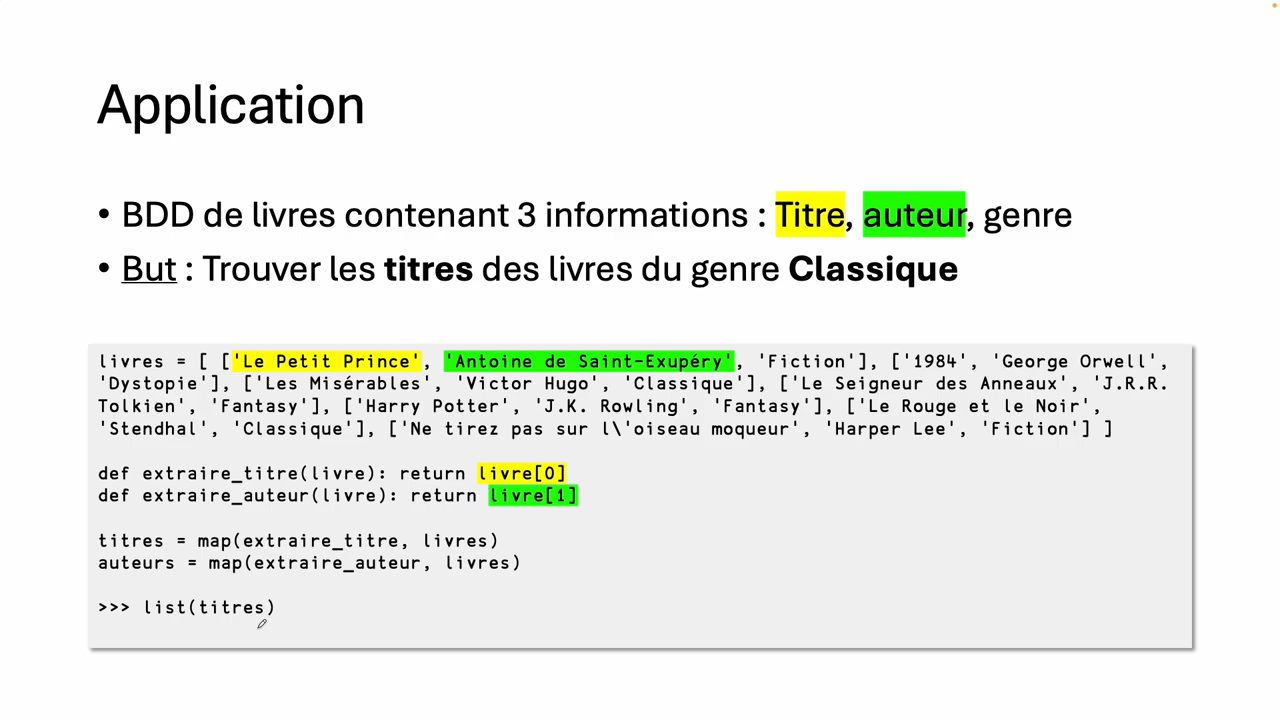 Application
• BDD de livres contenant 3 informations : Titre, auteur, genre
• But : Trouver les titres des livres du genre Classique
livres = [ ['Le Petit Prince', 'Antoine de Saint-Exupéry', 'Fiction'], ['1984', 'George Orwell',
'Dystopie'], ['Les Misérables', 'Victor Hugo', 'Classique'], ['Le Seigneur des Anneaux', 'J.R.R.
Tolkien', 'Fantasy'], ['Harry Potter', 'J.K. Rowling', 'Fantasy'], ['Le Rouge et le Noir',
'Stendhal', 'Classique'], ['Ne tirez pas sur l\'oiseau moqueur', 'Harper Lee', 'Fiction'] ]
def extraire_titre(livre): return livre[0]
def extraire_auteur(livre): return livre[1]
titres = map(extraire_titre, livres)
auteurs = map(extraire_auteur, livres)
>>> list(titres)